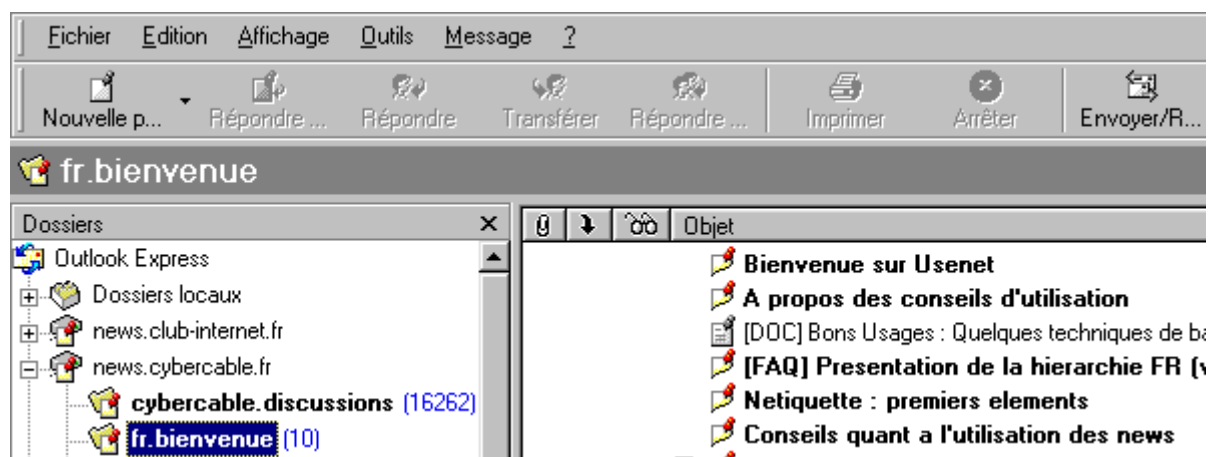 Fichier Edition Affichage Outils Message ?
Nouvelle p... Répondre ... Répondre Transférer Répondre ... Imprimer Arrêter Envoyer/R...
fr.bienvenue
Dossiers
Outlook Express
Dossiers locaux
news.club-internet.fr
news.cybercable.fr
cybercable.discussions (16262)
fr.bienvenue (10)
Objet
Bienvenue sur Usenet
A propos des conseils d'utilisation
[DOC] Bons Usages : Quelques techniques de ba
[FAQ] Presentation de la hierarchie FR (v
Netiquette : premiers elements
Conseils quant a l'utilisation des news